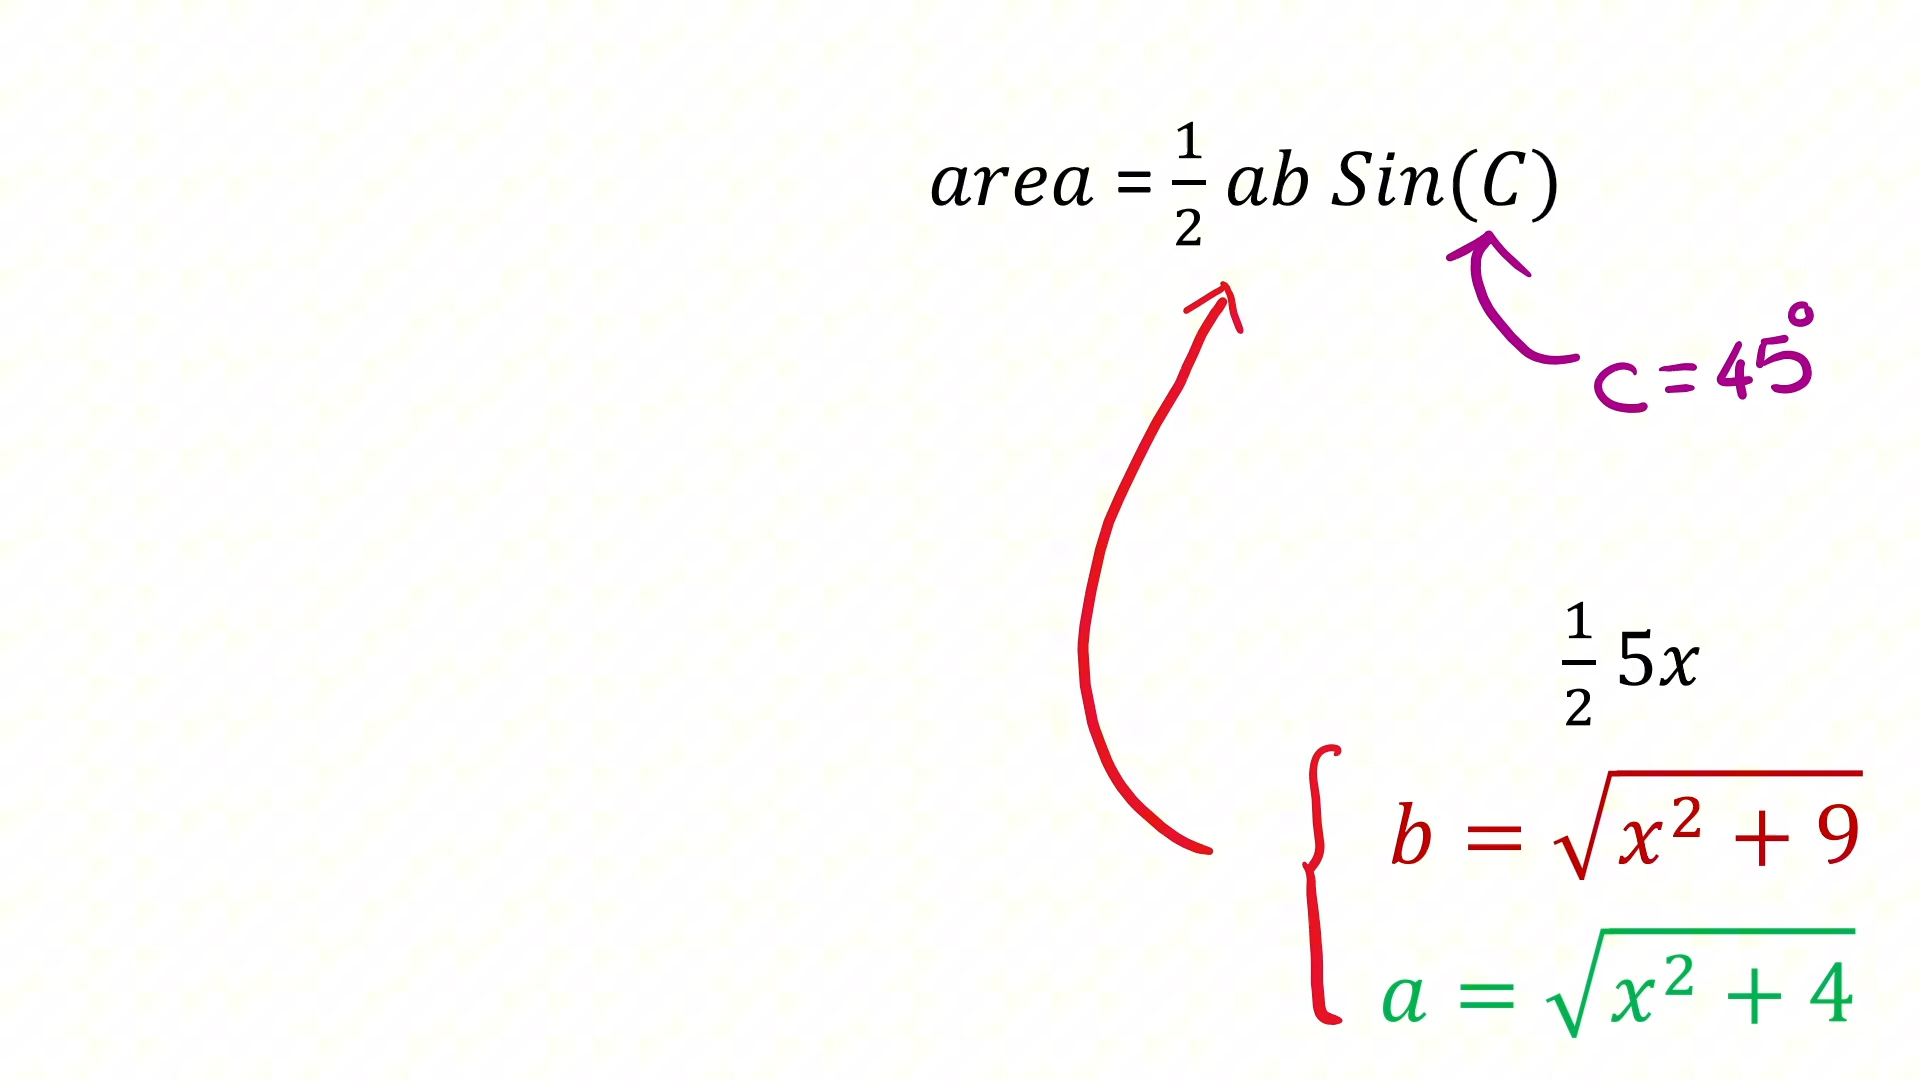 area = 1/2 ab Sin(C)
C = 45°
1/2 5x
b = √(x² + 9)
a = √(x² + 4)